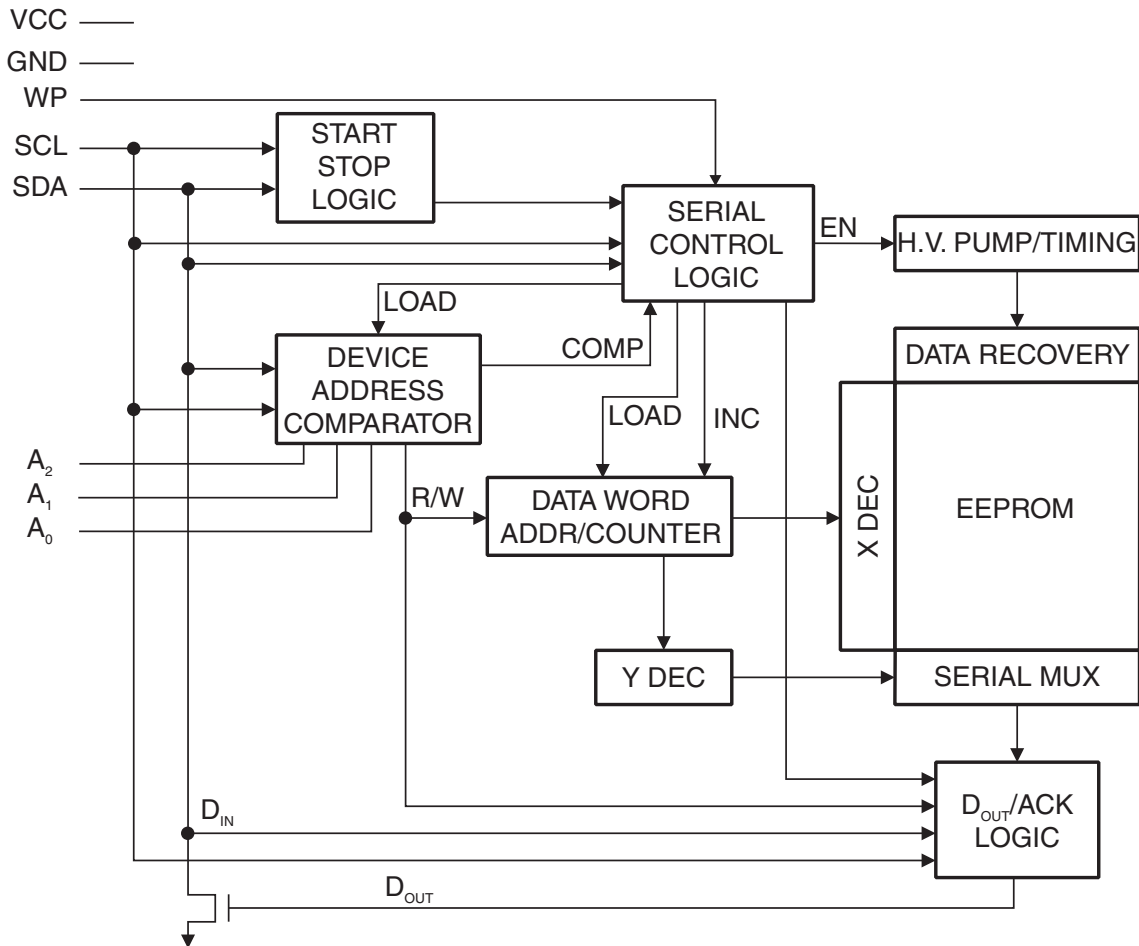 VCC
GND
WP
SCL
SDA
START
STOP
LOGIC
SERIAL
CONTROL
LOGIC
EN
H.V. PUMP/TIMING
LOAD
COMP
DEVICE
ADDRESS
COMPARATOR
LOAD
INC
DATA RECOVERY
A2
A1
A0
R/W
DATA WORD
ADDR/COUNTER
X DEC
EEPROM
Y DEC
SERIAL MUX
DIN
DOUT/ACK
LOGIC
DOUT